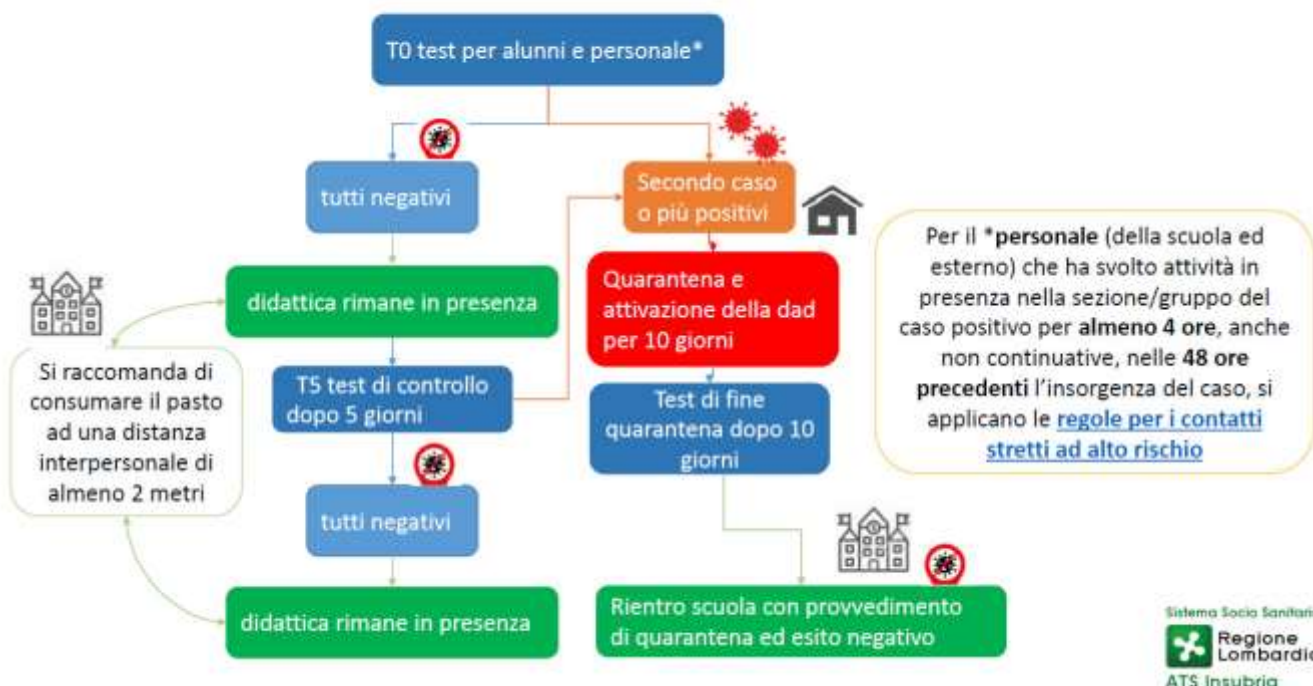 T0 test per alunni e personale*
tutti negativi
Secondo caso
o più positivi
didattica rimane in presenza
Quarantena e
attivazione della dad
per 10 giorni
Si raccomanda di
consumare il pasto
ad una distanza
interpersonale di
almeno 2 metri
T5 test di controllo
dopo 5 giorni
Test di fine
quarantena dopo 10
giorni
Per il *personale (della scuola ed
esterno) che ha svolto attività in
presenza nella sezione/gruppo del
caso positivo per almeno 4 ore, anche
non continuative, nelle 48 ore
precedenti l'insorgenza del caso, si
applicano le regole per i contatti
stretti ad alto rischio
tutti negativi
didattica rimane in presenza
Rientro scuola con provvedimento
di quarantena ed esito negativo
Sistema Socio Sanitari
Regione
Lombardia
ATS Insubria